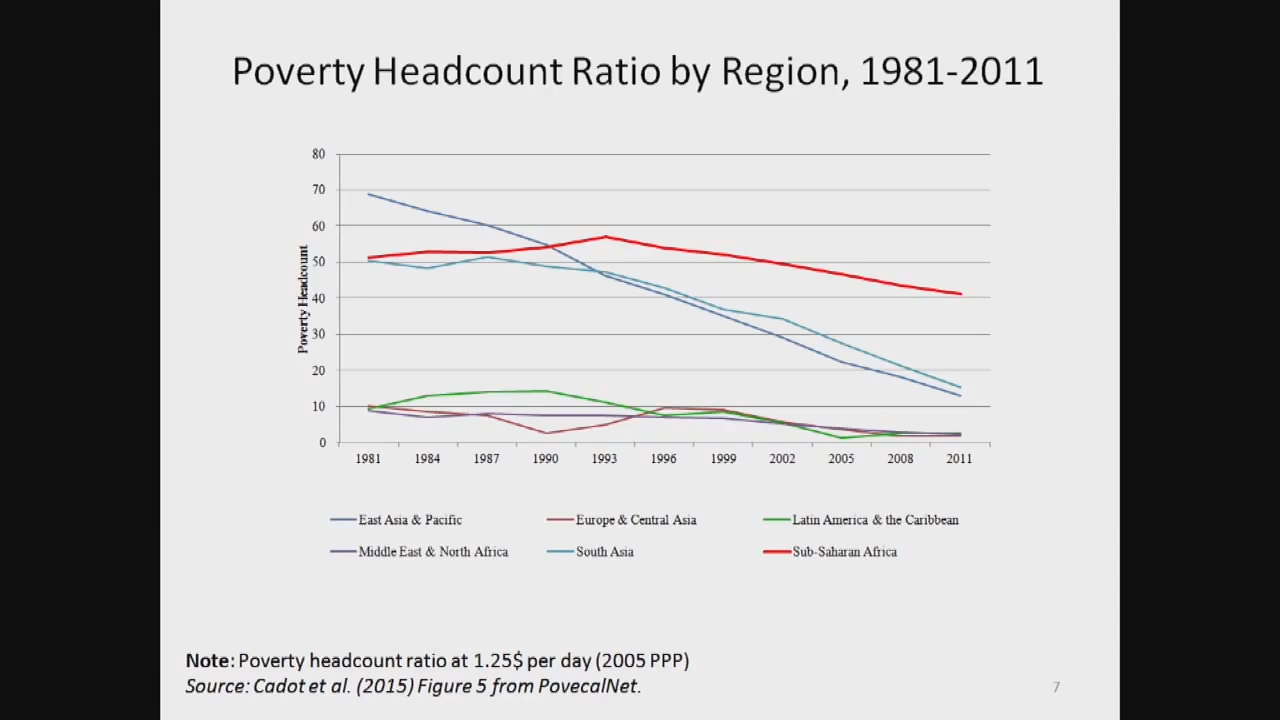 Poverty Headcount Ratio by Region, 1981-2011
80
70
60
50
40
30
20
10
0
Poverty Headcount
1981 1984 1987 1990 1993 1996 1999 2002 2005 2008 2011
East Asia & Pacific Europe & Central Asia Latin America & the Caribbean
Middle East & North Africa South Asia Sub-Saharan Africa
Note: Poverty headcount ratio at 1.25$ per day (2005 PPP)
Source: Cadot et al. (2015) Figure 5 from PovecalNet.
7